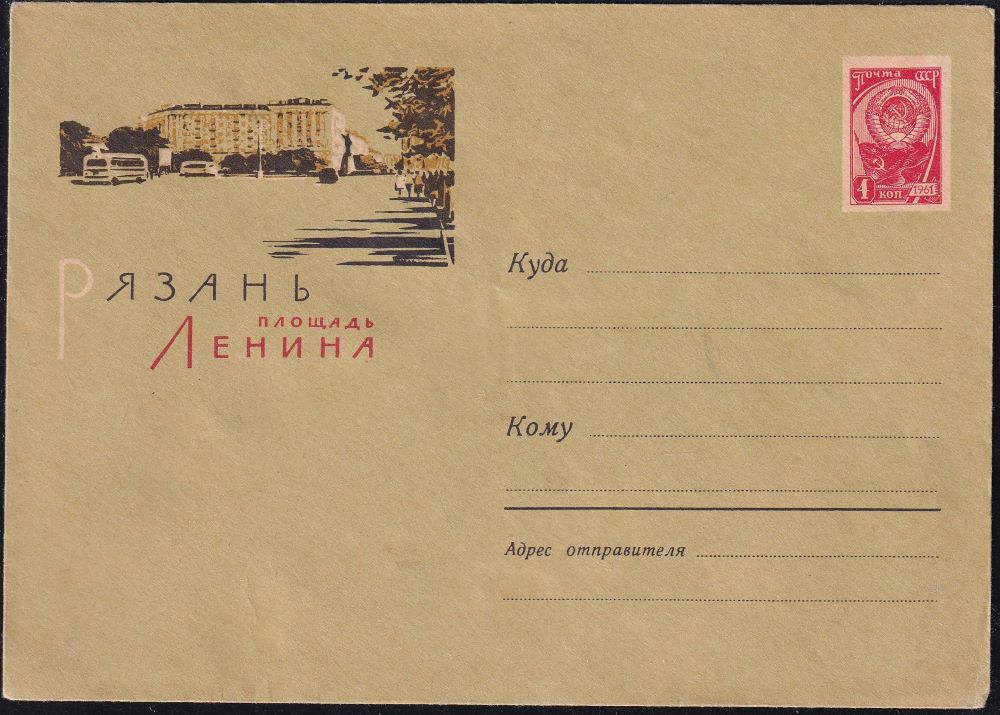 Почта СССР
4 коп 1961
Рязань
площадь
Ленина
Куда
Кому
Адрес отправителя